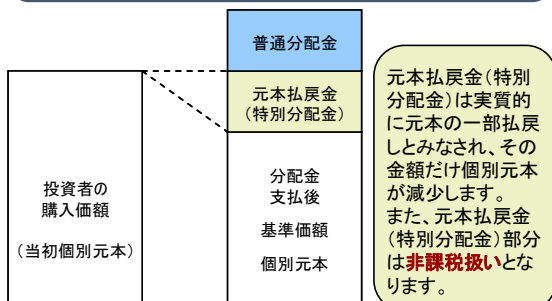 普通分配金
元本払戻金
(特別分配金)
投資者の
購入価額
(当初個別元本)
分配金
支払後
基準価額
個別元本
元本払戻金(特別
分配金)は実質的
に元本の一部払戻
しとみなされ、その
金額だけ個別元本
が減少します。
また、元本払戻金
(特別分配金)部分
は非課税扱いとな
ります。